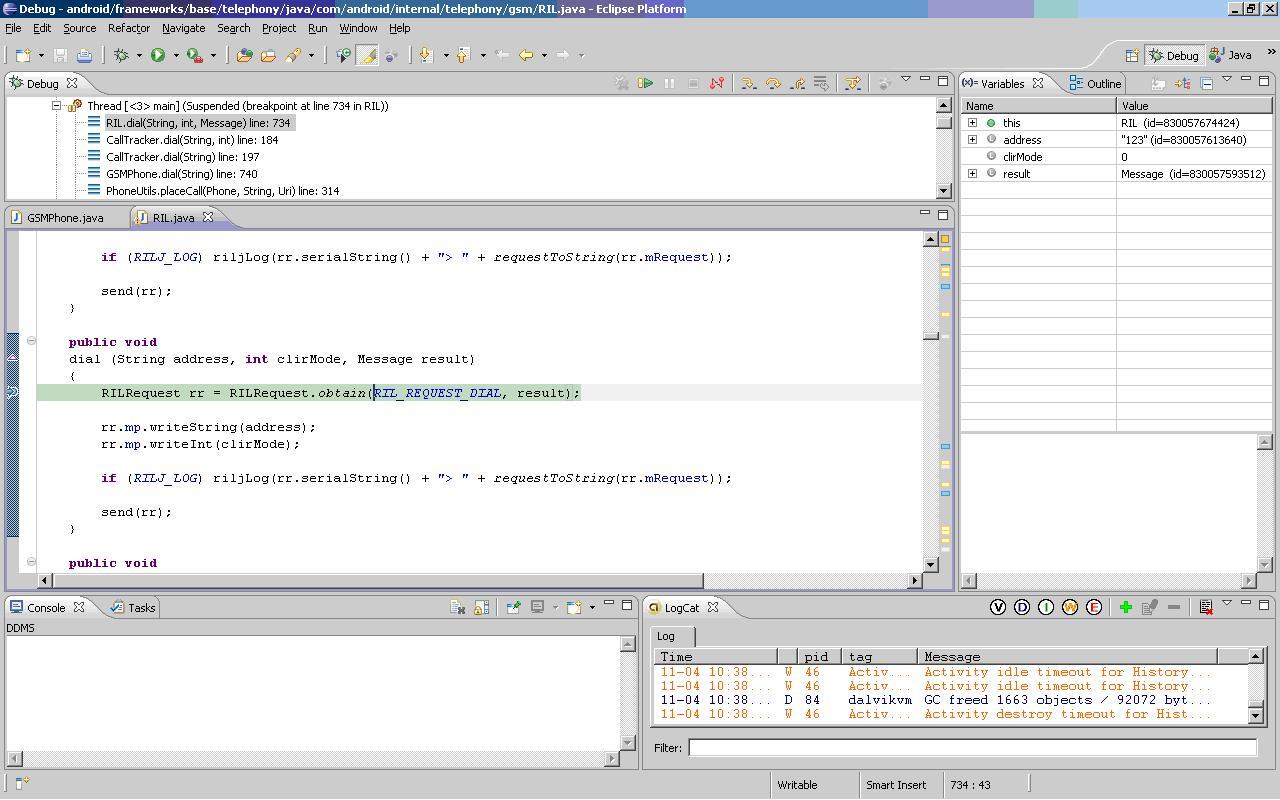 Debug - android/frameworks/base/telephony/java/com/android/internal/telephony/gsm/RIL.java - Eclipse Platform
File Edit Source Refactor Navigate Search Project Run Window Help
Debug Java »
Debug
Thread [<3> main] (Suspended (breakpoint at line 734 in RIL))
RIL.dial(String, int, Message) line: 734
CallTracker.dial(String, int) line: 184
CallTracker.dial(String) line: 197
GSMPhone.dial(String) line: 740
PhoneUtils.placeCall(Phone, String, Uri) line: 314
(x)= Variables Outline
Name Value
this RIL (id=830057674424)
address "123" (id=830057613640)
clirMode 0
result Message (id=830057593512)
GSMPhone.java RIL.java
if (RILJ_LOG) riljLog(rr.serialString() + "> " + requestToString(rr.mRequest));
send(rr);
}
public void
dial (String address, int clirMode, Message result)
{
RILRequest rr = RILRequest.obtain(RIL_REQUEST_DIAL, result);
rr.mp.writeString(address);
rr.mp.writeInt(clirMode);
if (RILJ_LOG) riljLog(rr.serialString() + "> " + requestToString(rr.mRequest));
send(rr);
}
public void
Console Tasks
DDMS
LogCat V D I W E
Log
Time pid tag Message
11-04 10:38... W 46 Activ... Activity idle timeout for History...
11-04 10:38... W 46 Activ... Activity idle timeout for History...
11-04 10:38... D 84 dalvikvm GC freed 1663 objects / 92072 byt...
11-04 10:38... W 46 Activ... Activity destroy timeout for Hist...
Filter:
Writable Smart Insert 734 : 43